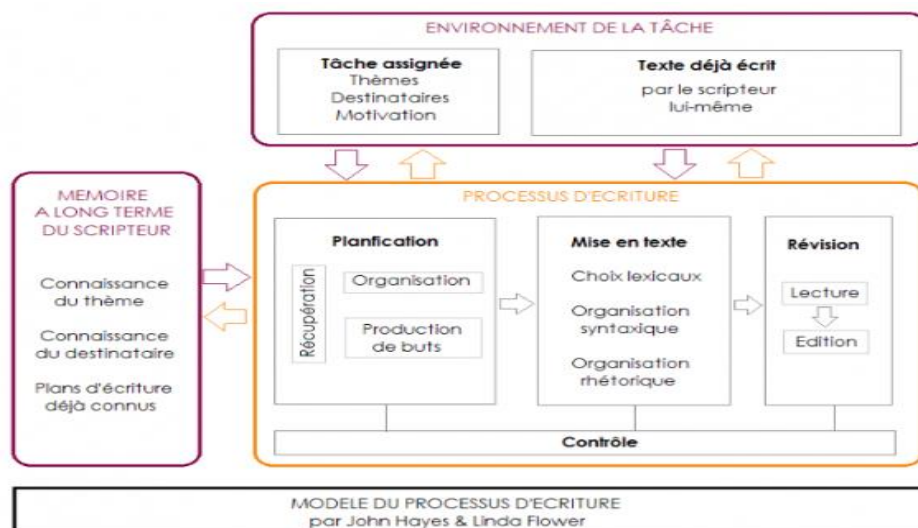 ENVIRONNEMENT DE LA TÂCHE
Tâche assignée
Thèmes
Destinataires
Motivation
Texte déjà écrit
par le scripteur
lui-même
MEMOIRE
A LONG TERME
DU SCRIPTEUR
Connaissance
du thème
Connaissance
du destinataire
Plans d'écriture
déjà connus
PROCESSUS D'ECRITURE
Planfication
Récupération
Organisation
Production
de buts
Mise en texte
Choix lexicaux
Organisation
syntaxique
Organisation
rhétorique
Révision
Lecture
Edition
Contrôle
MODELE DU PROCESSUS D'ECRITURE
par John Hayes & Linda Flower